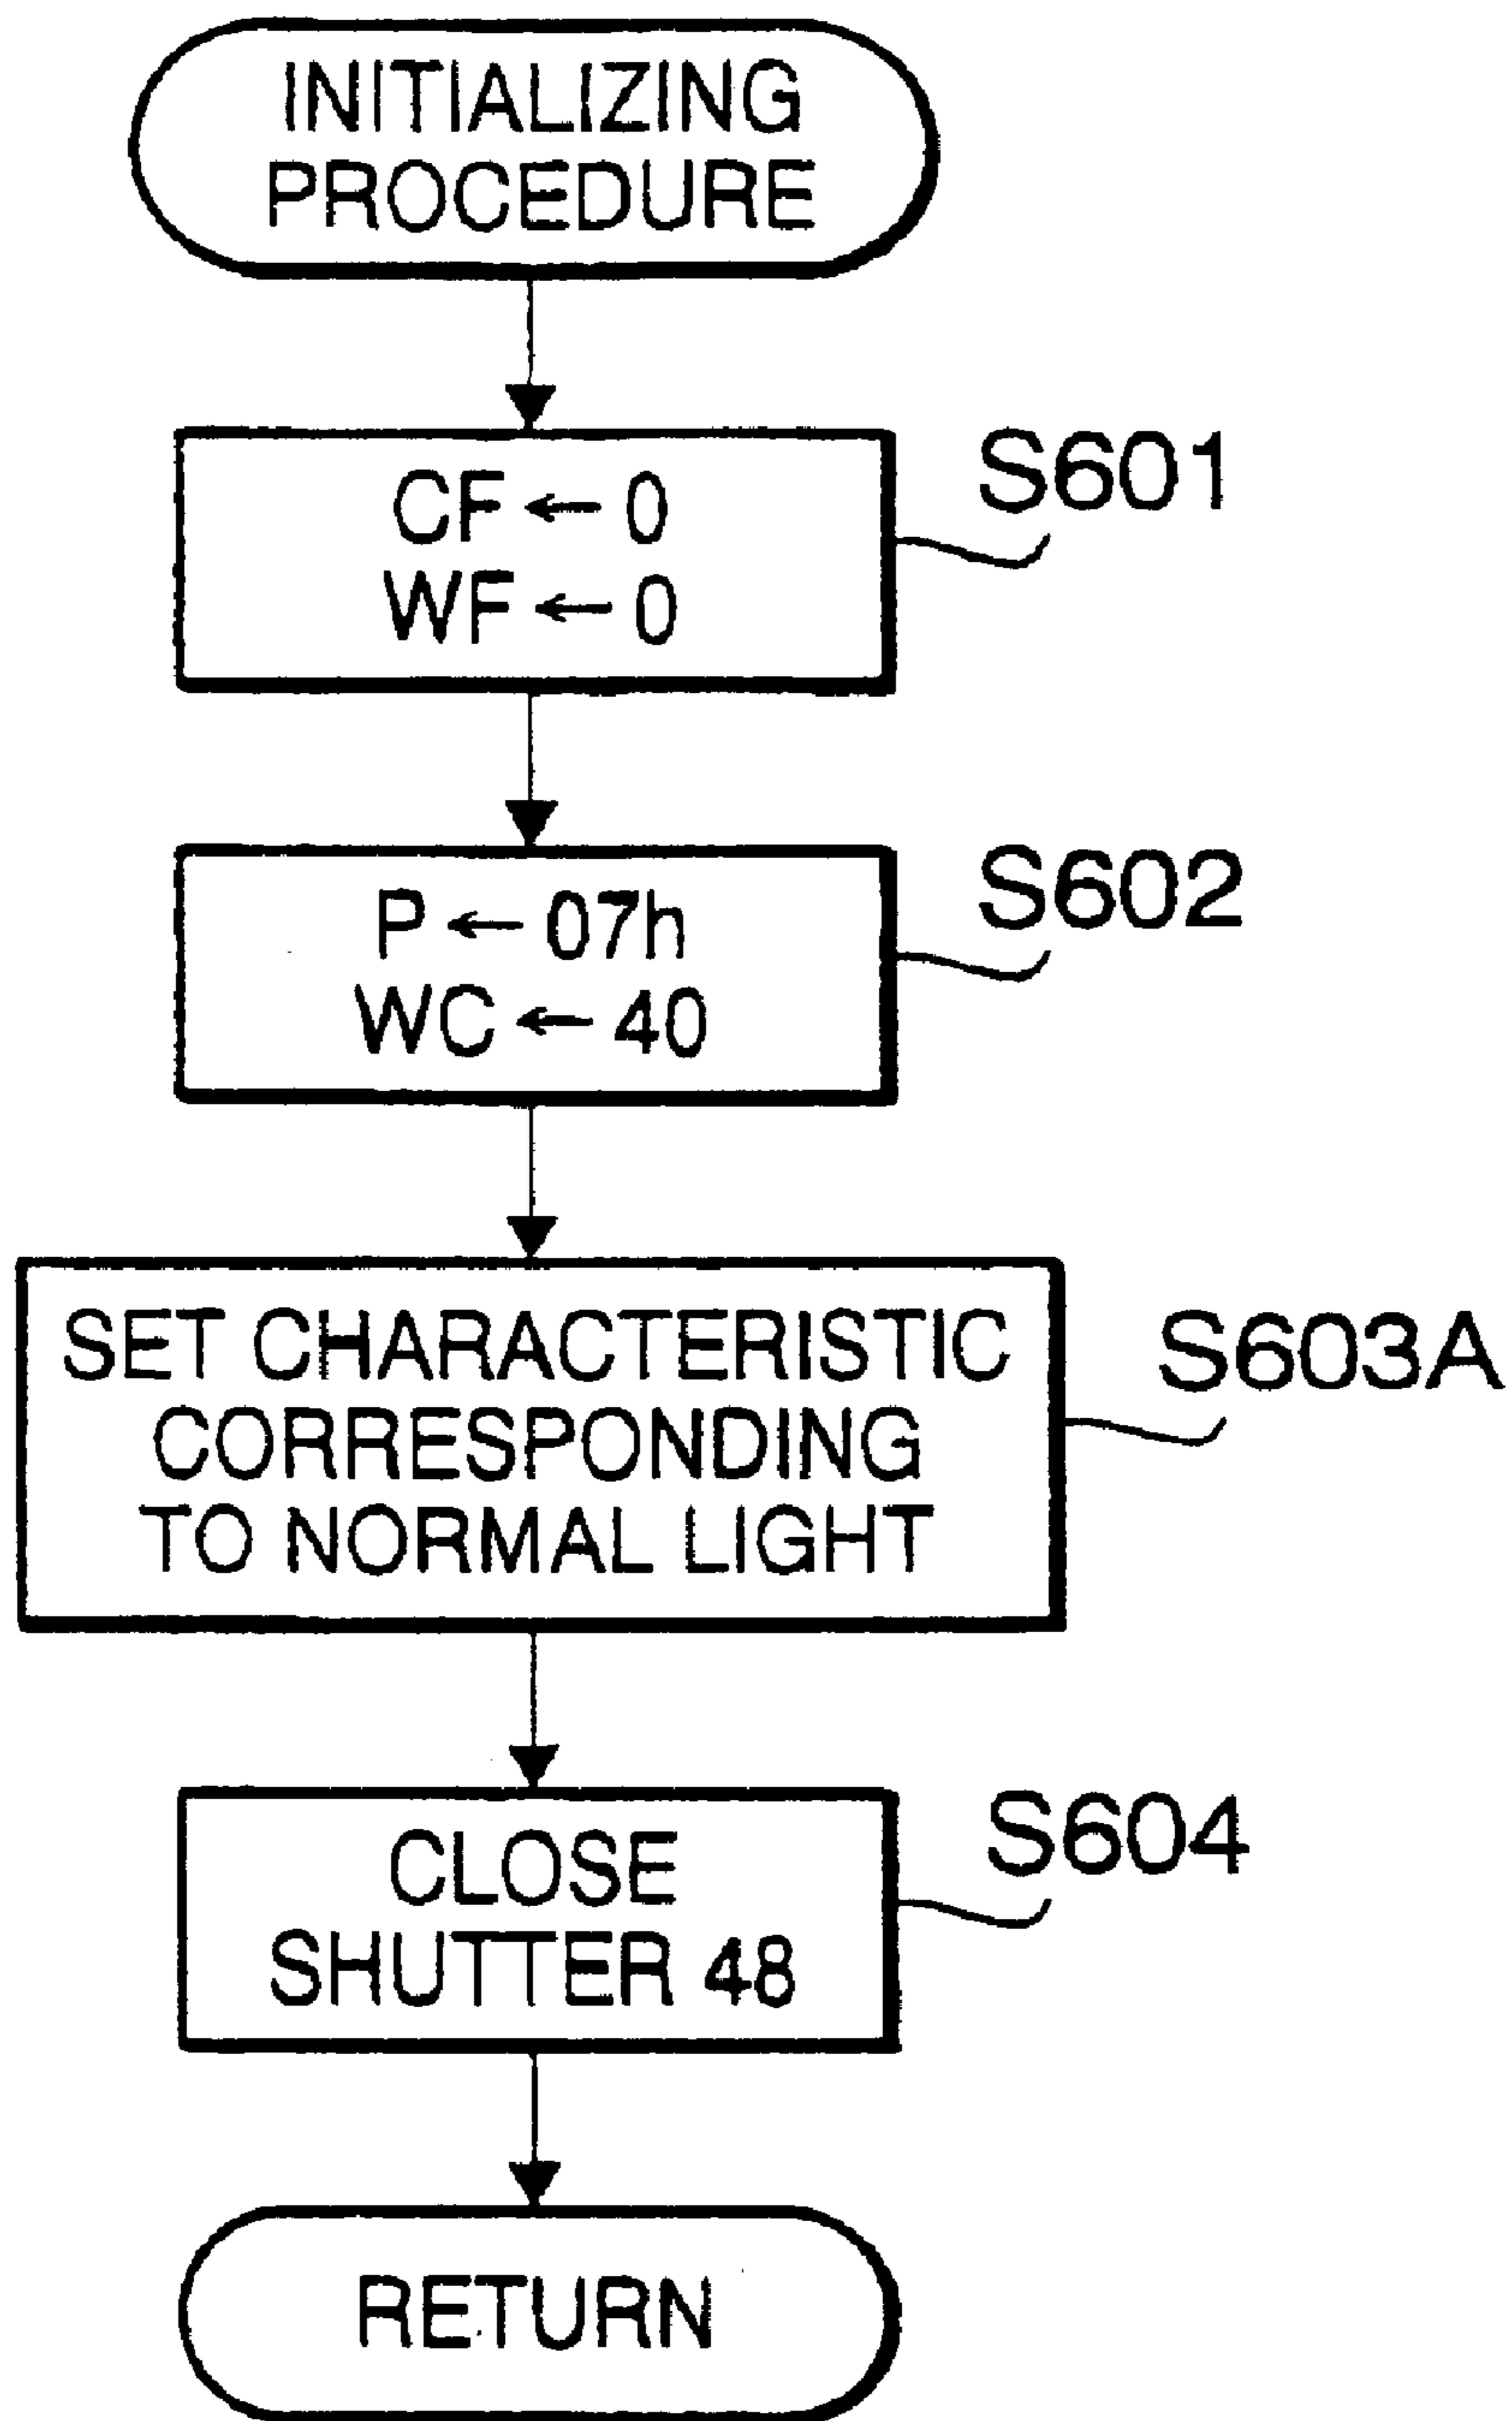 INITIALIZING
PROCEDURE
CF ← 0
WF ← 0
S601
P ← 07h
WC ← 40
S602
SET CHARACTERISTIC
CORRESPONDING
TO NORMAL LIGHT
S603A
CLOSE
SHUTTER 48
S604
RETURN